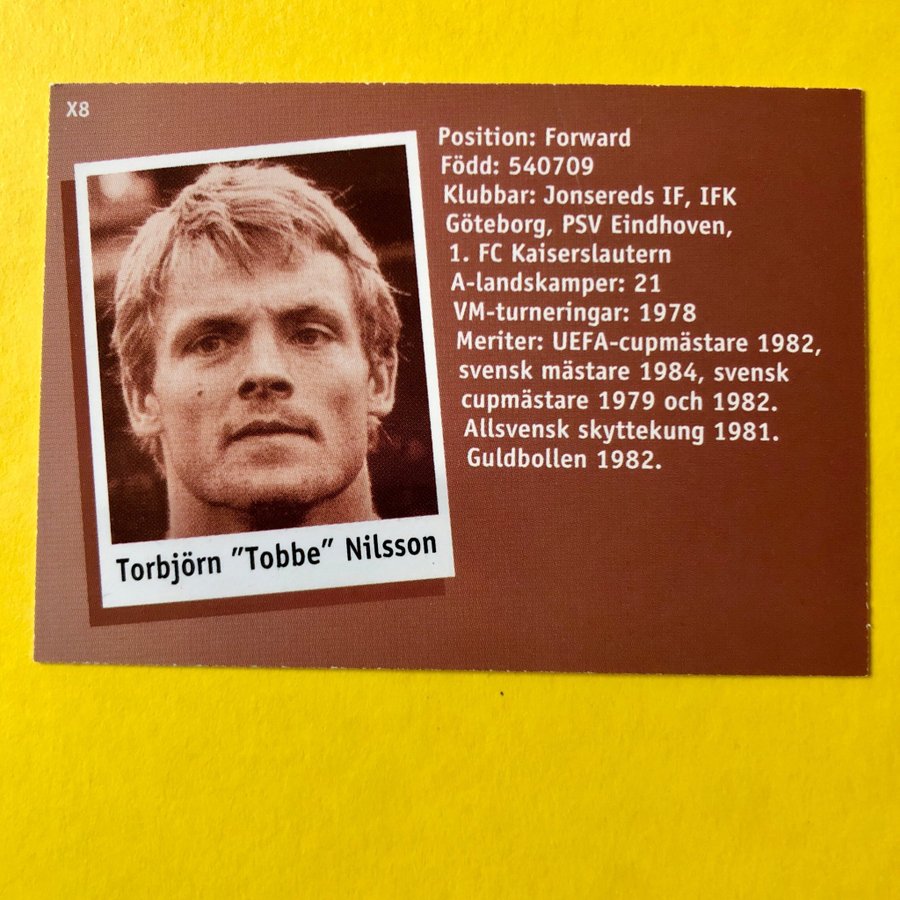 X8
Position: Forward
Född: 540709
Klubbar: Jonsereds IF, IFK
Göteborg, PSV Eindhoven,
1. FC Kaiserslautern
A-landskamper: 21
VM-turneringar: 1978
Meriter: UEFA-cupmästare 1982,
svensk mästare 1984, svensk
cupmästare 1979 och 1982.
Allsvensk skyttekung 1981.
Guldbollen 1982.
Torbjörn ”Tobbe” Nilsson